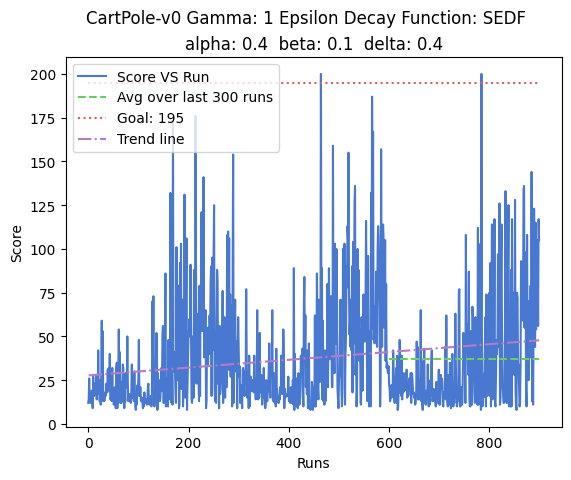 CartPole-v0 Gamma: 1 Epsilon Decay Function: SEDF
alpha: 0.4 beta: 0.1 delta: 0.4
Score VS Run
Avg over last 300 runs
Goal: 195
Trend line
200
175
150
125
100
75
50
25
0
Score
0 200 400 600 800
Runs